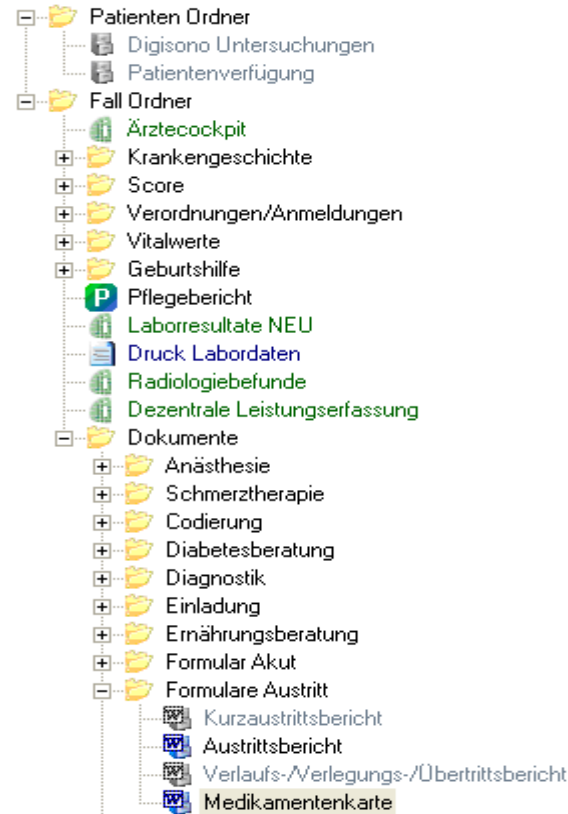 Patienten Ordner
Digisono Untersuchungen
Patientenverfügung
Fall Ordner
Ärztecockpit
Krankengeschichte
Score
Verordnungen/Anmeldungen
Vitalwerte
Geburtshilfe
P Pflegebericht
Laborresultate NEU
Druck Labordaten
Radiologiebefunde
Dezentrale Leistungserfassung
Dokumente
Anästhesie
Schmerztherapie
Codierung
Diabetesberatung
Diagnostik
Einladung
Ernährungsberatung
Formular Akut
Formulare Austritt
W Kurzaustrittsbericht
W Austrittsbericht
W Verlaufs-/Verlegungs-/Übertrittsbericht
W Medikamentenkarte